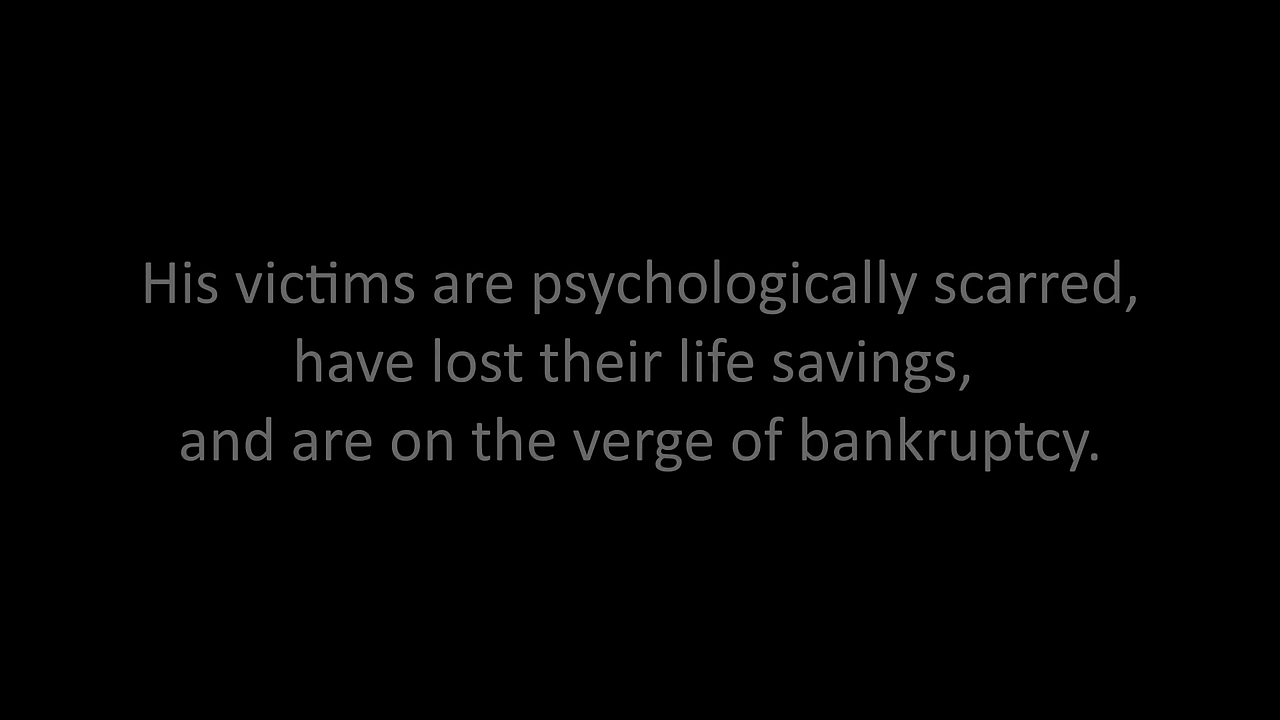 His victims are psychologically scarred,
have lost their life savings,
and are on the verge of bankruptcy.